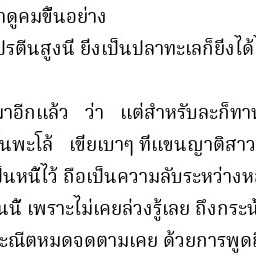 าดูคมขึ้นอย่าง
ปรตีนสูงนี้ ยิ่งเป็นปลาทะเลก็ยิ่งได้
มาอีกแล้ว ว่า แต่สำหรับละก็ทาน
นพะโล้ เขียเบาๆ ที่แขนญาติสาว
ป็นหนี้ไว้ ถือเป็นความลับระหว่างห
นนี้ เพราะไม่เคยล่วงรู้เลย ถึงกระนั
ะณีตหมดจดตามเคย ด้วยการพูดถึ